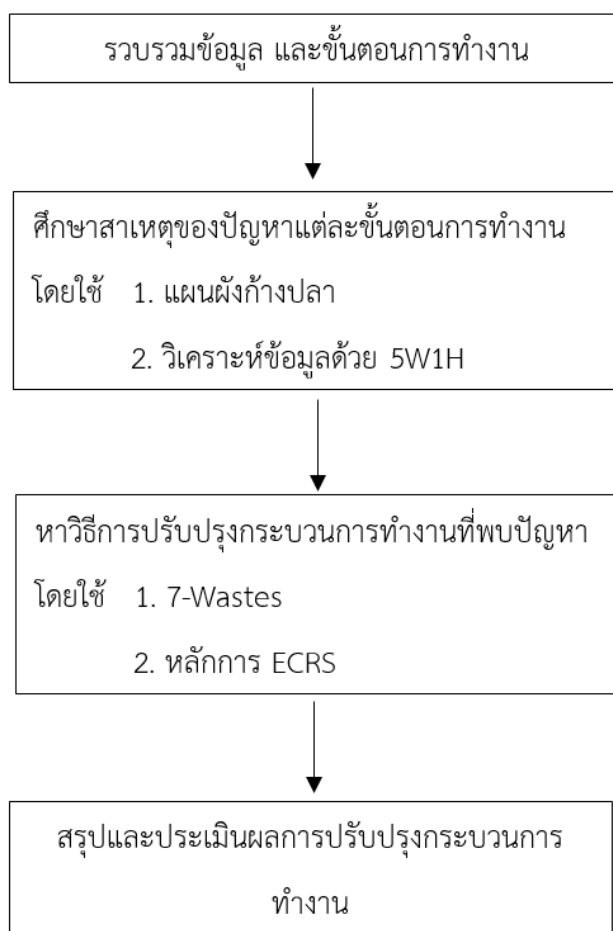 รวบรวมข้อมูล และขั้นตอนการทำงาน
ศึกษาสาเหตุของปัญหาแต่ละขั้นตอนการทำงาน
โดยใช้ 1. แผนผังก้างปลา
2. วิเคราะห์ข้อมูลด้วย 5W1H
หาวิธีการปรับปรุงกระบวนการทำงานที่พบปัญหา
โดยใช้ 1. 7-Wastes
2. หลักการ ECRS
สรุปและประเมินผลการปรับปรุงกระบวนการ
ทำงาน